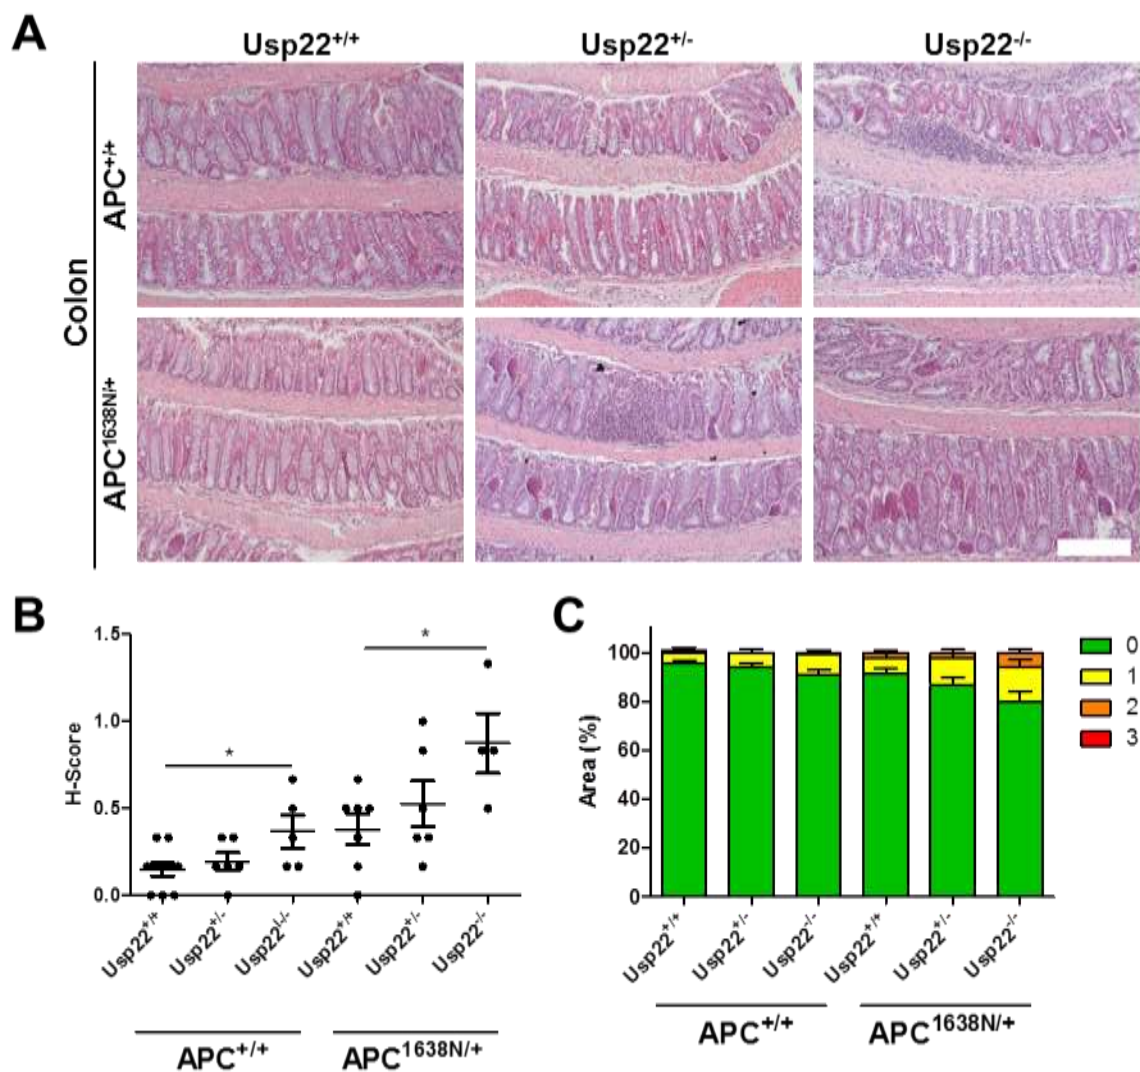 A
Usp22+/+ Usp22+/- Usp22-/-
Colon
APC+/+
APC1638N/+
B
H-Score
1.5
1.0
0.5
0.0
*
*
Usp22+/+ Usp22+/- Usp22-/- Usp22+/+ Usp22+/- Usp22-/-
APC+/+ APC1638N/+
C
Area (%)
100
80
60
40
20
0
0
1
2
3
Usp22+/+ Usp22+/- Usp22-/- Usp22+/+ Usp22+/- Usp22-/-
APC+/+ APC1638N/+